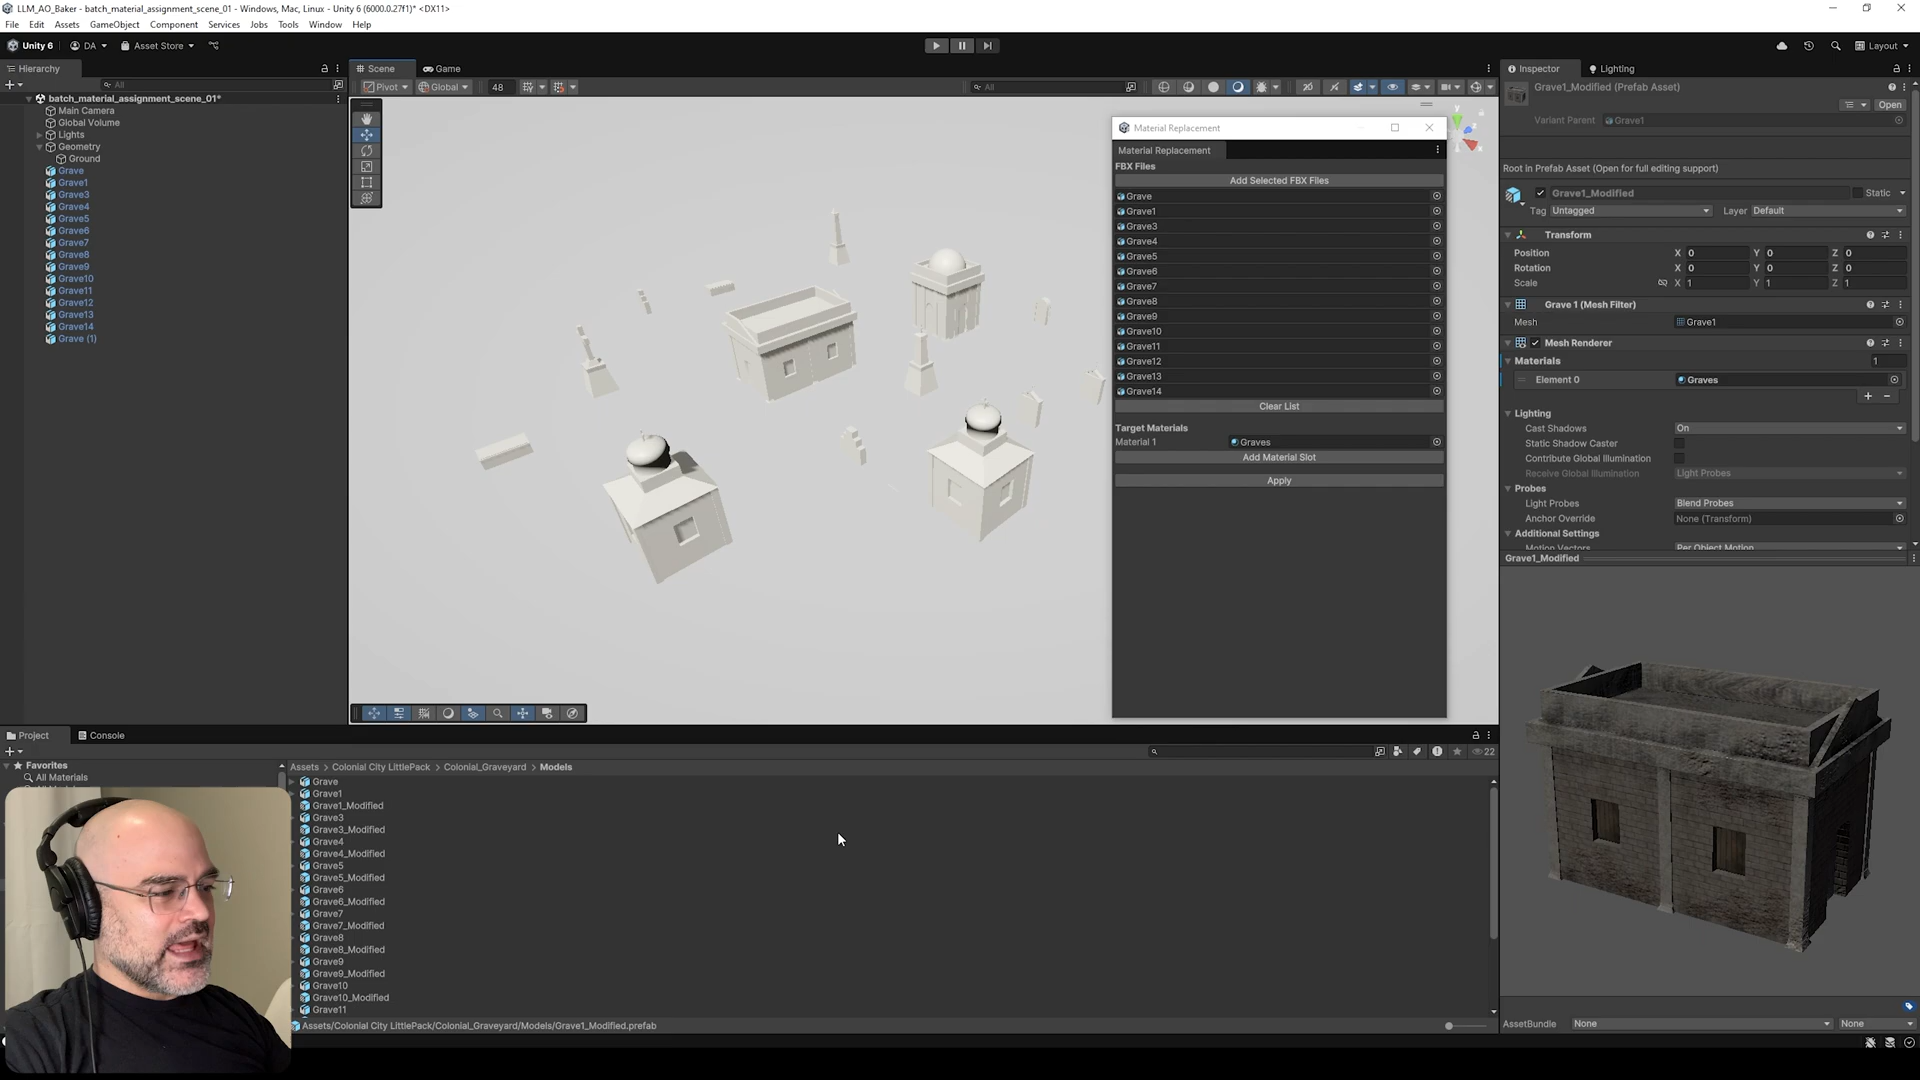 LLM_AO_Baker - batch_material_assignment_scene_01 - Windows, Mac, Linux - Unity 6 (6000.0.27f1)* <DX11>
File Edit Assets GameObject Component Services Jobs Tools Window Help
Unity 6 DA Asset Store Layout
Hierarchy
All
batch_material_assignment_scene_01*
Main Camera
Global Volume
Lights
Geometry
Ground
Grave
Grave1
Grave3
Grave4
Grave5
Grave6
Grave7
Grave8
Grave9
Grave10
Grave11
Grave12
Grave13
Grave14
Grave (1)
Scene Game
Pivot Global 48 All
y
Material Replacement
Material Replacement
FBX Files
Add Selected FBX Files
Grave
Grave1
Grave3
Grave4
Grave5
Grave6
Grave7
Grave8
Grave9
Grave10
Grave11
Grave12
Grave13
Grave14
Clear List
Target Materials
Material 1 Graves
Add Material Slot
Apply
Inspector Lighting
Grave1_Modified (Prefab Asset)
Open
Variant Parent Grave1
Root in Prefab Asset (Open for full editing support)
Grave1_Modified Static
Tag Untagged Layer Default
Transform
Position X 0 Y 0 Z 0
Rotation X 0 Y 0 Z 0
Scale X 1 Y 1 Z 1
Grave 1 (Mesh Filter)
Mesh Grave1
Mesh Renderer
Materials 1
Element 0 Graves
Lighting
Cast Shadows On
Static Shadow Caster
Contribute Global Illumination
Receive Global Illumination Light Probes
Probes
Light Probes Blend Probes
Anchor Override None (Transform)
Additional Settings
Motion Vectors Per Object Motion
Grave1_Modified
AssetBundle None None
Project Console
22
Favorites
All Materials
Assets > Colonial City LittlePack > Colonial_Graveyard > Models
Grave
Grave1
Grave1_Modified
Grave3
Grave3_Modified
Grave4
Grave4_Modified
Grave5
Grave5_Modified
Grave6
Grave6_Modified
Grave7
Grave7_Modified
Grave8
Grave8_Modified
Grave9
Grave9_Modified
Grave10
Grave10_Modified
Grave11
Assets/Colonial City LittlePack/Colonial_Graveyard/Models/Grave1_Modified.prefab